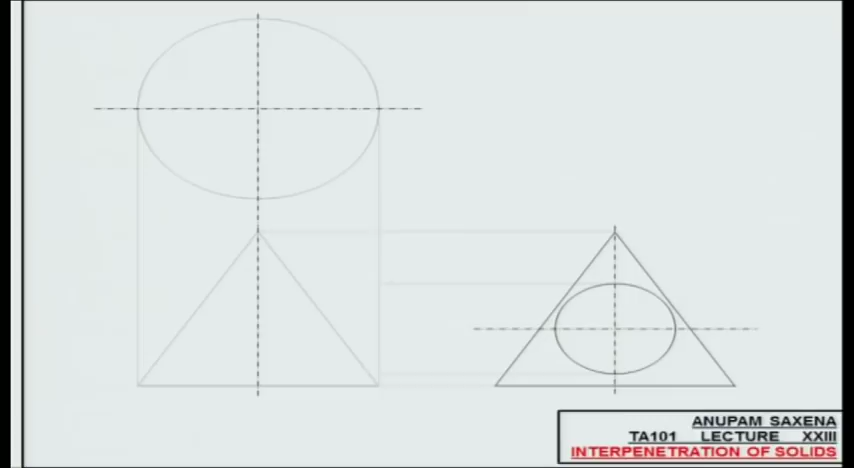 ANUPAM SAXENA
TA101 LECTURE XXIII
INTERPENETRATION OF SOLIDS